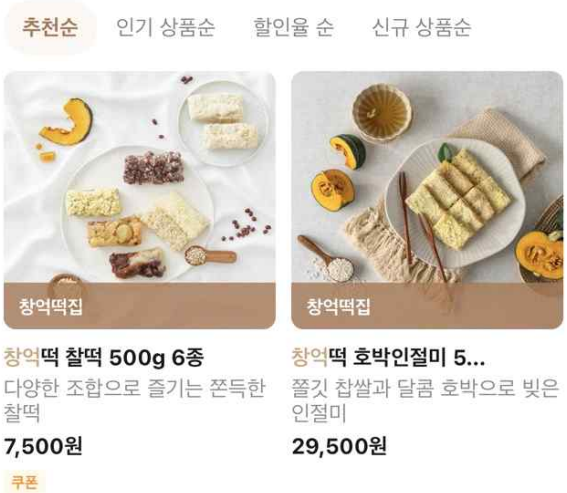 추천순 인기 상품순 할인율 순 신규 상품순
창억떡집
창억떡 찰떡 500g 6종
다양한 조합으로 즐기는 쫀득한
찰떡
7,500원
쿠폰
창억떡집
창억떡 호박인절미 5...
쫄깃 찹쌀과 달콤 호박으로 빚은
인절미
29,500원